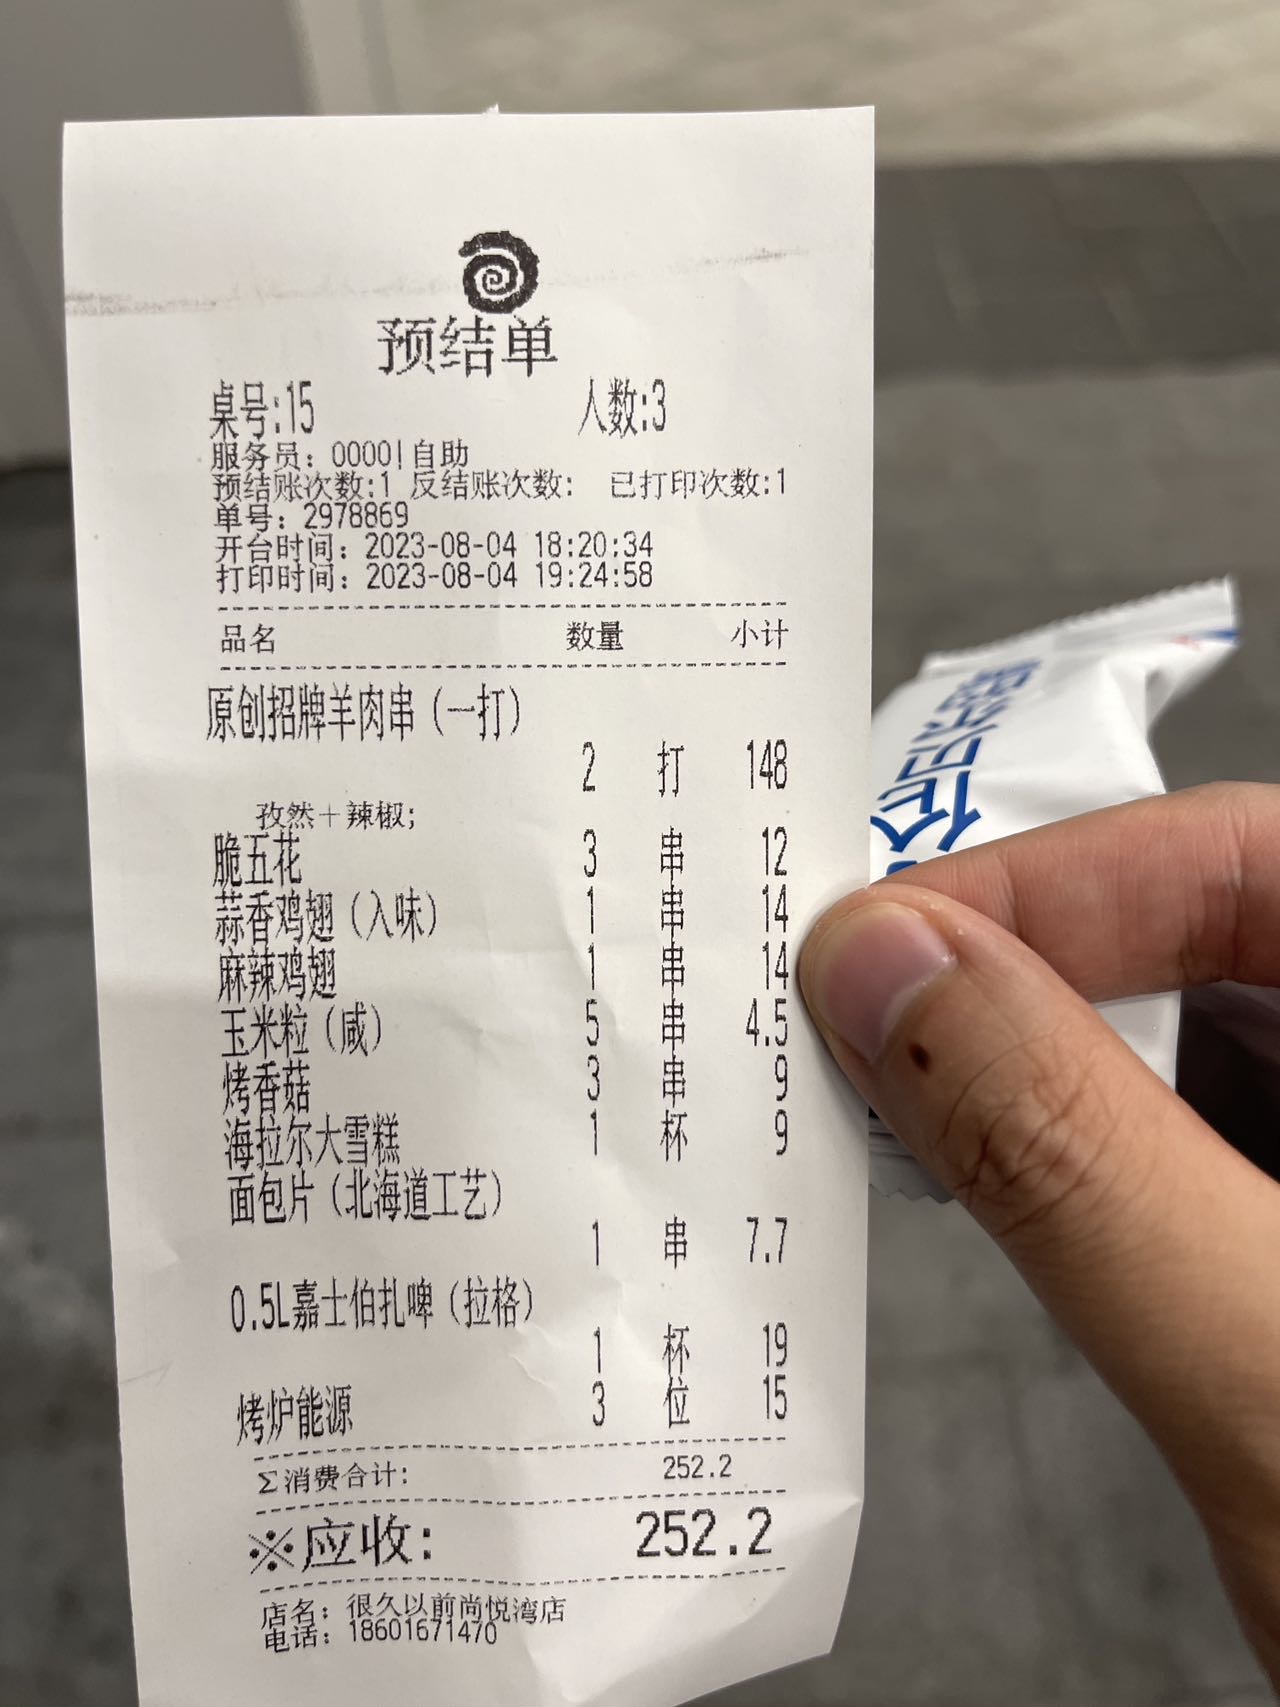 预结单
桌号:15 人数:3
服务员：0000|自助
预结账次数:1 反结账次数: 已打印次数:1
单号：2978869
开台时间：2023-08-04 18:20:34
打印时间：2023-08-04 19:24:58
品名 数量 小计
原创招牌羊肉串（一打）
2 打 148
孜然＋辣椒;
脆五花 3 串 12
蒜香鸡翅（入味） 1 串 14
麻辣鸡翅 1 串 14
玉米粒（咸） 5 串 4.5
烤香菇 3 串 9
海拉尔大雪糕 1 杯 9
面包片（北海道工艺）
1 串 7.7
0.5L嘉士伯扎啤（拉格）
1 杯 19
烤炉能源 3 位 15
Σ消费合计: 252.2
※应收: 252.2
店名：很久以前尚悦湾店
电话：18601671470